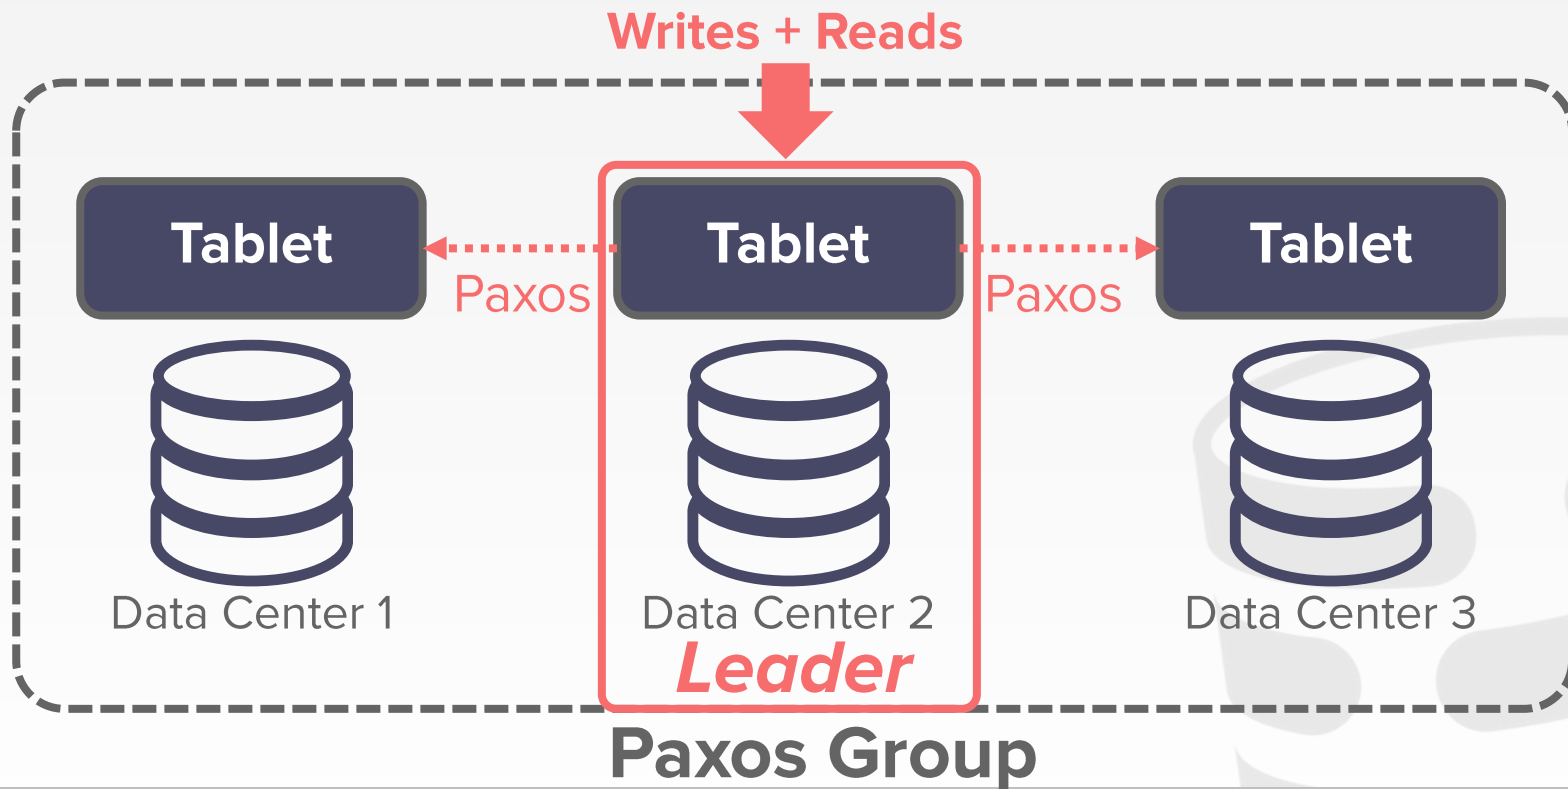 Writes + Reads
Tablet
Tablet
Tablet
Paxos
Paxos
Data Center 1
Data Center 2
Data Center 3
Leader
Paxos Group